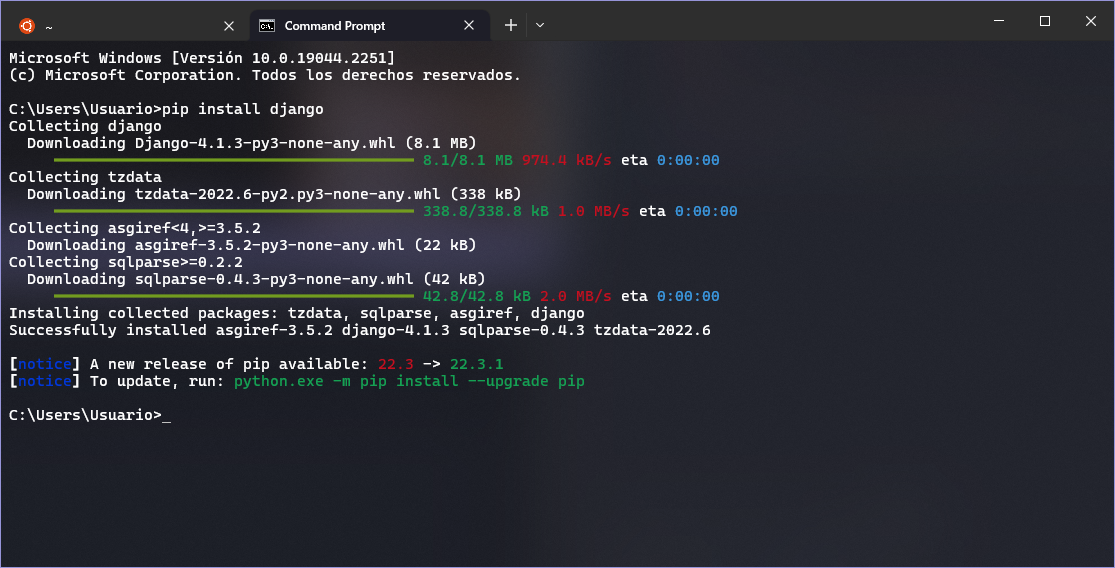 ~
Command Prompt
Microsoft Windows [Versión 10.0.19044.2251]
(c) Microsoft Corporation. Todos los derechos reservados.
C:\Users\Usuario>pip install django
Collecting django
  Downloading Django-4.1.3-py3-none-any.whl (8.1 MB)
8.1/8.1 MB 974.4 kB/s eta 0:00:00
Collecting tzdata
  Downloading tzdata-2022.6-py2.py3-none-any.whl (338 kB)
338.8/338.8 kB 1.0 MB/s eta 0:00:00
Collecting asgiref<4,>=3.5.2
  Downloading asgiref-3.5.2-py3-none-any.whl (22 kB)
Collecting sqlparse>=0.2.2
  Downloading sqlparse-0.4.3-py3-none-any.whl (42 kB)
42.8/42.8 kB 2.0 MB/s eta 0:00:00
Installing collected packages: tzdata, sqlparse, asgiref, django
Successfully installed asgiref-3.5.2 django-4.1.3 sqlparse-0.4.3 tzdata-2022.6
[notice] A new release of pip available: 22.3 -> 22.3.1
[notice] To update, run: python.exe -m pip install --upgrade pip
C:\Users\Usuario>_